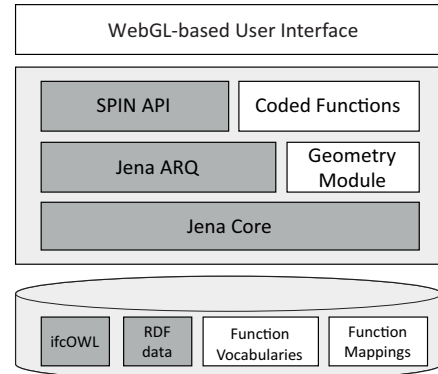 WebGL-based User Interface
SPIN API
Coded Functions
Jena ARQ
Geometry
Module
Jena Core
ifcOWL
RDF
data
Function
Vocabularies
Function
Mappings